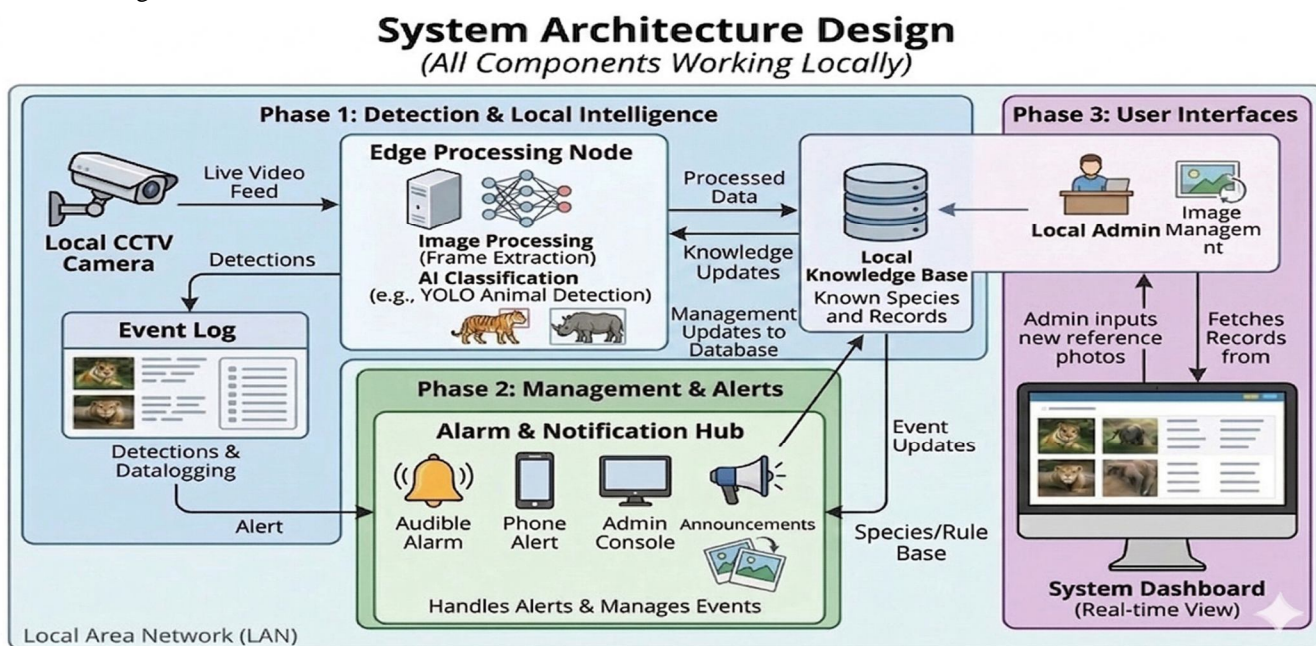 System Architecture Design
(All Components Working Locally)
Phase 1: Detection & Local Intelligence
Live Video
Feed
Local CCTV
Camera
Edge Processing Node
Image Processing
(Frame Extraction)
AI Classification
(e.g., YOLO Animal Detection)
Processed
Data
Knowledge
Updates
Local
Knowledge Base
Known Species
and Records
Detections
Event Log
Detections &
Datalogging
Alert
Management
Updates to
Database
Phase 2: Management & Alerts
Alarm & Notification Hub
Audible
Alarm
Phone
Alert
Admin
Console
Announcements
Handles Alerts & Manages Events
Event
Updates
Species/Rule
Base
Phase 3: User Interfaces
Local Admin
Image
Managem
nt
Admin inputs
new reference
photos
Fetches
Records
from
System Dashboard
(Real-time View)
Local Area Network (LAN)